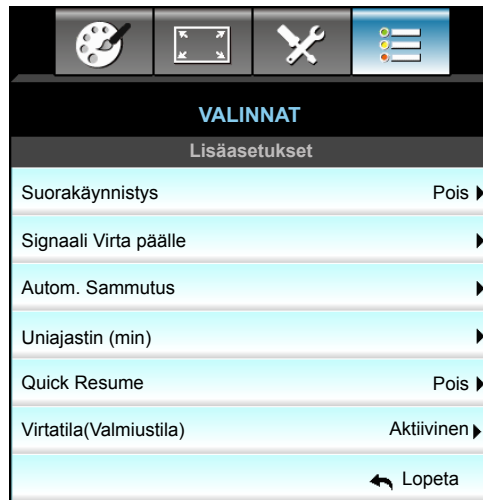 VALINNAT
Lisäasetukset
Suorakäynnistys Pois
Signaali Virta päälle
Autom. Sammutus
Uniajastin (min)
Quick Resume Pois
Virtatila(Valmiustila) Aktiivinen
Lopeta